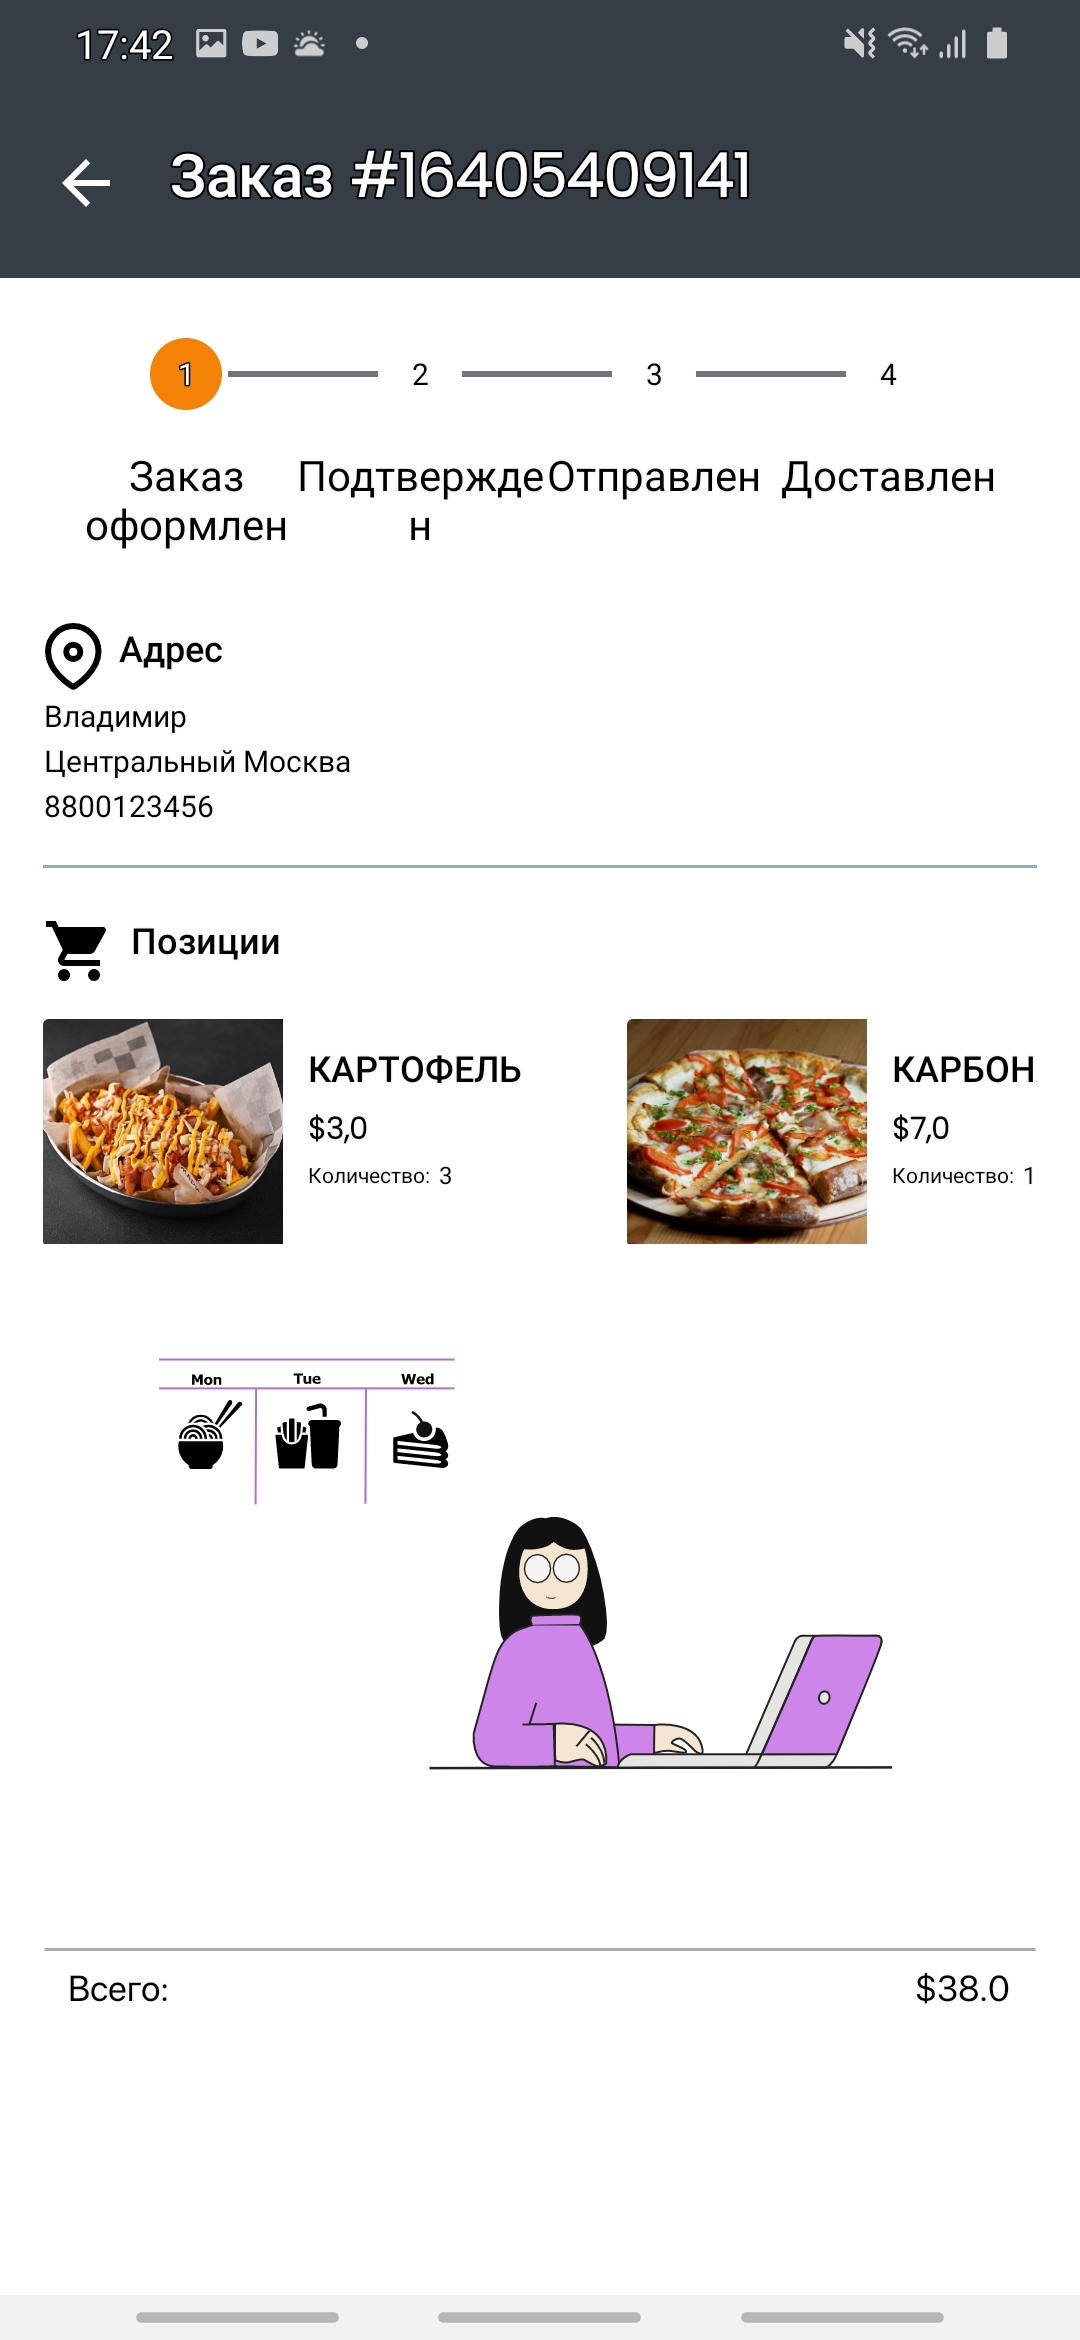 17:42
Заказ #16405409141
1 2 3 4
Заказ оформлен
Подтвержден
Отправлен
Доставлен
Адрес
Владимир
Центральный Москва
8800123456
Позиции
КАРТОФЕЛЬ
$3,0
Количество: 3
КАРБОН
$7,0
Количество: 1
Mon Tue Wed
Всего: $38.0